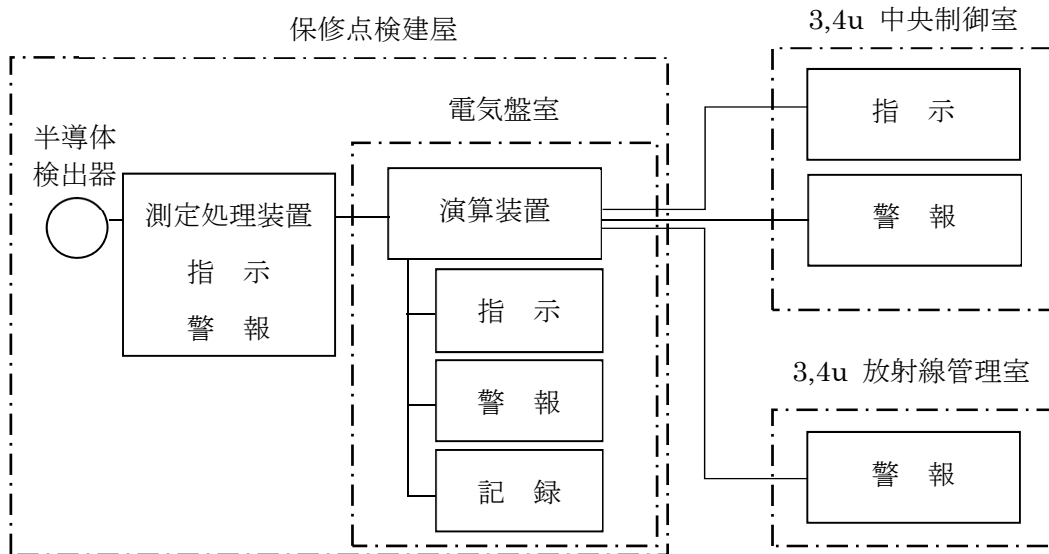 保修点検建屋
電気盤室
半導体
検出器
測定処理装置
指 示
警 報
演算装置
指 示
警 報
記 録
3,4u 中央制御室
指 示
警 報
3,4u 放射線管理室
警 報